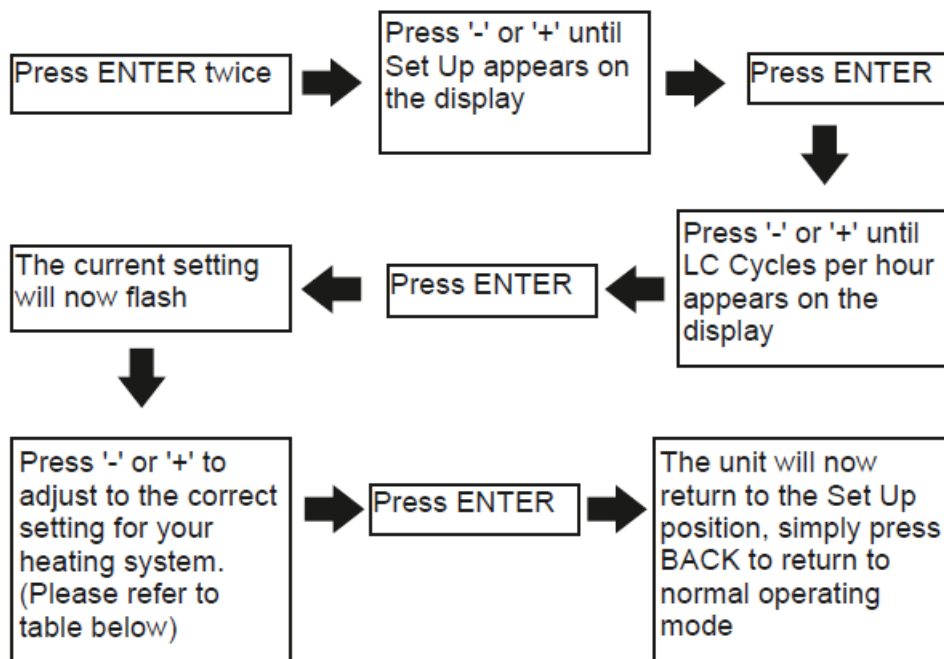 Press ENTER twice
Press '-' or '+' until
Set Up appears on
the display
Press ENTER
Press '-' or '+' until
LC Cycles per hour
appears on the
display
Press ENTER
The current setting
will now flash
Press '-' or '+' to
adjust to the correct
setting for your
heating system.
(Please refer to
table below)
Press ENTER
The unit will now
return to the Set Up
position, simply press
BACK to return to
normal operating
mode